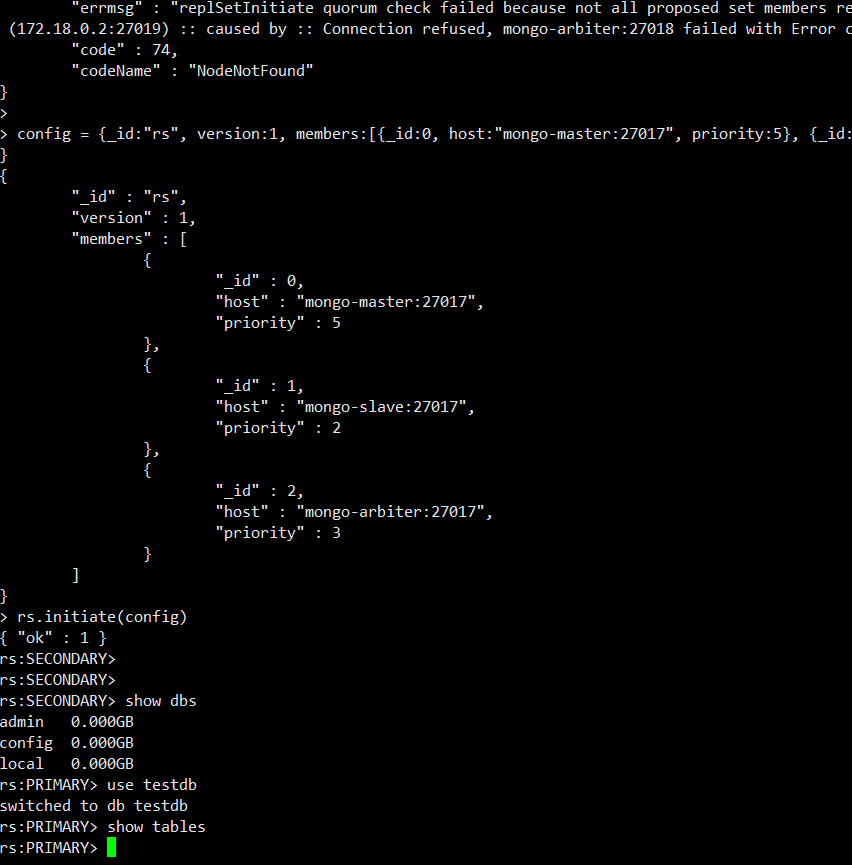 "errmsg" : "replSetInitiate quorum check failed because not all proposed set members re
(172.18.0.2:27019) :: caused by :: Connection refused, mongo-arbiter:27018 failed with Error c
"code" : 74,
"codeName" : "NodeNotFound"
}
>
> config = {_id:"rs", version:1, members:[{_id:0, host:"mongo-master:27017", priority:5}, {_id:
}
{
"_id" : "rs",
"version" : 1,
"members" : [
{
"_id" : 0,
"host" : "mongo-master:27017",
"priority" : 5
},
{
"_id" : 1,
"host" : "mongo-slave:27017",
"priority" : 2
},
{
"_id" : 2,
"host" : "mongo-arbiter:27017",
"priority" : 3
}
]
}
> rs.initiate(config)
{ "ok" : 1 }
rs:SECONDARY>
rs:SECONDARY>
rs:SECONDARY> show dbs
admin   0.000GB
config  0.000GB
local   0.000GB
rs:PRIMARY> use testdb
switched to db testdb
rs:PRIMARY> show tables
rs:PRIMARY>